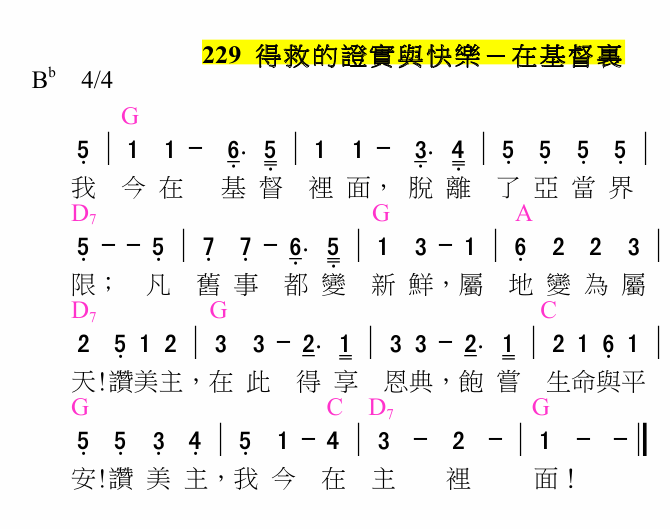 229 得救的證實與快樂－在基督裏
B♭ 4/4
G
5 | 1 1 － 6. 5 | 1 1 － 3. 4 | 5 5 5 5 |
我 今 在 基 督 裡 面， 脫 離 了 亞 當 界
D7 G A
5 － － 5 | 7 7 － 6. 5 | 1 3 － 1 | 6 2 2 3 |
限； 凡 舊 事 都 變 新 鮮，屬 地 變 為 屬
D7 G C
2 5 1 2 | 3 3 － 2. 1 | 3 3 － 2. 1 | 2 1 6 1 |
天!讚美主，在 此 得 享 恩典，飽 嘗 生命與平
G C D7 G
5 5 3 4 | 5 1 － 4 | 3 － 2 － | 1 － － ‖
安!讚 美 主，我 今 在 主 裡 面！